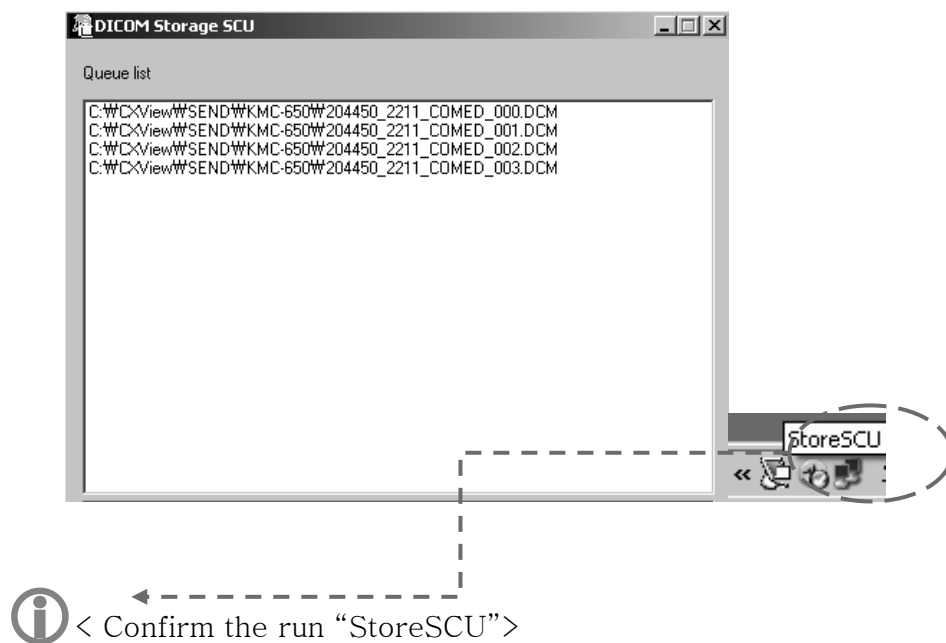 DICOM Storage SCU
Queue list
C:₩CXView₩SEND₩KMC-650₩204450_2211_COMED_000.DCM
C:₩CXView₩SEND₩KMC-650₩204450_2211_COMED_001.DCM
C:₩CXView₩SEND₩KMC-650₩204450_2211_COMED_002.DCM
C:₩CXView₩SEND₩KMC-650₩204450_2211_COMED_003.DCM
StoreSCU
«
< Confirm the run “StoreSCU”>